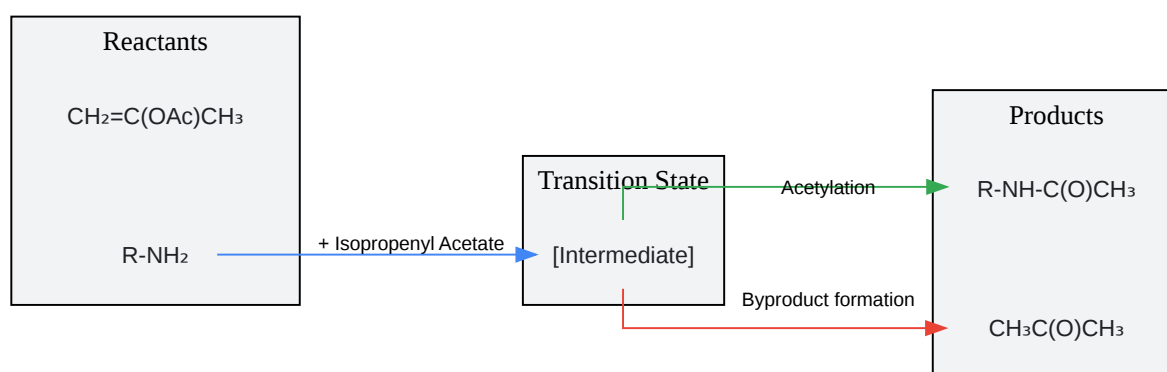 Reactants
CH₂=C(OAc)CH₃
R-NH₂
+ Isopropenyl Acetate
Transition State
[Intermediate]
Acetylation
Byproduct formation
Products
R-NH-C(O)CH₃
CH₃C(O)CH₃